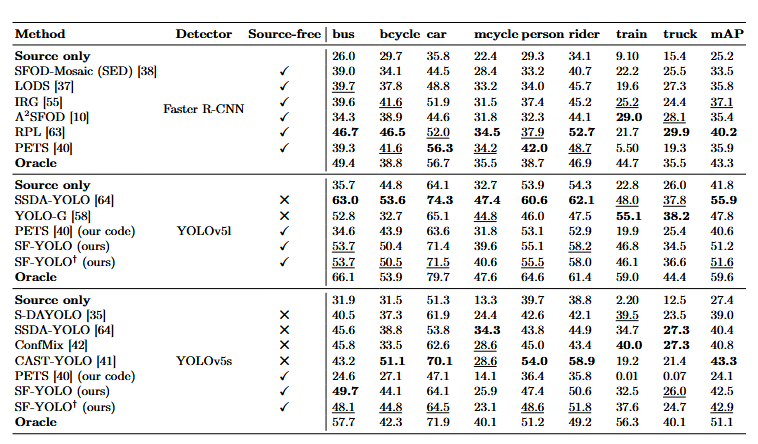 Method Detector Source-free bus bcycle car mcycle person rider train truck mAP
Source only 26.0 29.7 35.8 22.4 29.3 34.1 9.10 15.4 25.2
SFOD-Mosaic (SED) [38] ✓ 39.0 34.1 44.5 28.4 33.2 40.7 22.2 25.5 33.5
LODS [37] ✓ 39.7 37.8 48.8 33.2 34.0 45.7 19.6 27.3 35.8
IRG [55] ✓ 39.6 41.6 51.9 31.5 37.4 45.2 25.2 24.4 37.1
Faster R-CNN
A²SFOD [10] ✓ 34.3 38.9 44.6 31.8 32.3 44.1 29.0 28.1 35.4
RPL [63] ✓ 46.7 46.5 52.0 34.5 37.9 52.7 21.7 29.9 40.2
PETS [40] ✓ 39.3 41.6 56.3 34.2 42.0 48.7 5.50 19.3 35.9
Oracle 49.4 38.8 56.7 35.5 38.7 46.9 44.7 35.5 43.3
Source only 35.7 44.8 64.1 32.7 53.9 54.3 22.8 26.0 41.8
SSDA-YOLO [64] ✕ 63.0 53.6 74.3 47.4 60.6 62.1 48.0 37.8 55.9
YOLO-G [58] ✕ 52.8 32.7 65.1 44.8 46.0 47.5 55.1 38.2 47.8
PETS [40] (our code) YOLOv5l ✓ 34.6 43.9 63.6 31.8 53.1 52.9 19.9 25.4 40.6
SF-YOLO (ours) ✓ 53.7 50.4 71.4 39.6 55.1 58.2 46.8 34.5 51.2
SF-YOLO† (ours) ✓ 53.7 50.5 71.5 40.6 55.5 58.0 46.1 36.6 51.6
Oracle 66.1 53.9 79.7 47.6 64.6 61.4 59.0 44.4 59.6
Source only 31.9 31.5 51.3 13.3 39.7 38.8 2.20 12.5 27.4
S-DAYOLO [35] ✕ 40.5 37.3 61.9 24.4 42.6 42.1 39.5 23.5 39.0
SSDA-YOLO [64] ✕ 45.6 38.8 53.8 34.3 43.8 44.9 34.7 27.3 40.4
ConfMix [42] ✕ 45.8 33.5 62.6 28.6 45.0 43.4 40.0 27.3 40.8
CAST-YOLO [41] YOLOv5s ✕ 43.2 51.1 70.1 28.6 54.0 58.9 19.2 21.4 43.3
PETS [40] (our code) ✓ 24.6 27.1 47.1 14.1 36.4 35.8 0.01 0.07 24.1
SF-YOLO (ours) ✓ 49.7 44.1 64.1 25.9 47.4 50.6 32.5 26.0 42.5
SF-YOLO† (ours) ✓ 48.1 44.8 64.5 23.1 48.6 51.8 37.6 24.7 42.9
Oracle 57.7 42.3 71.9 40.1 51.2 49.2 56.3 40.1 51.1